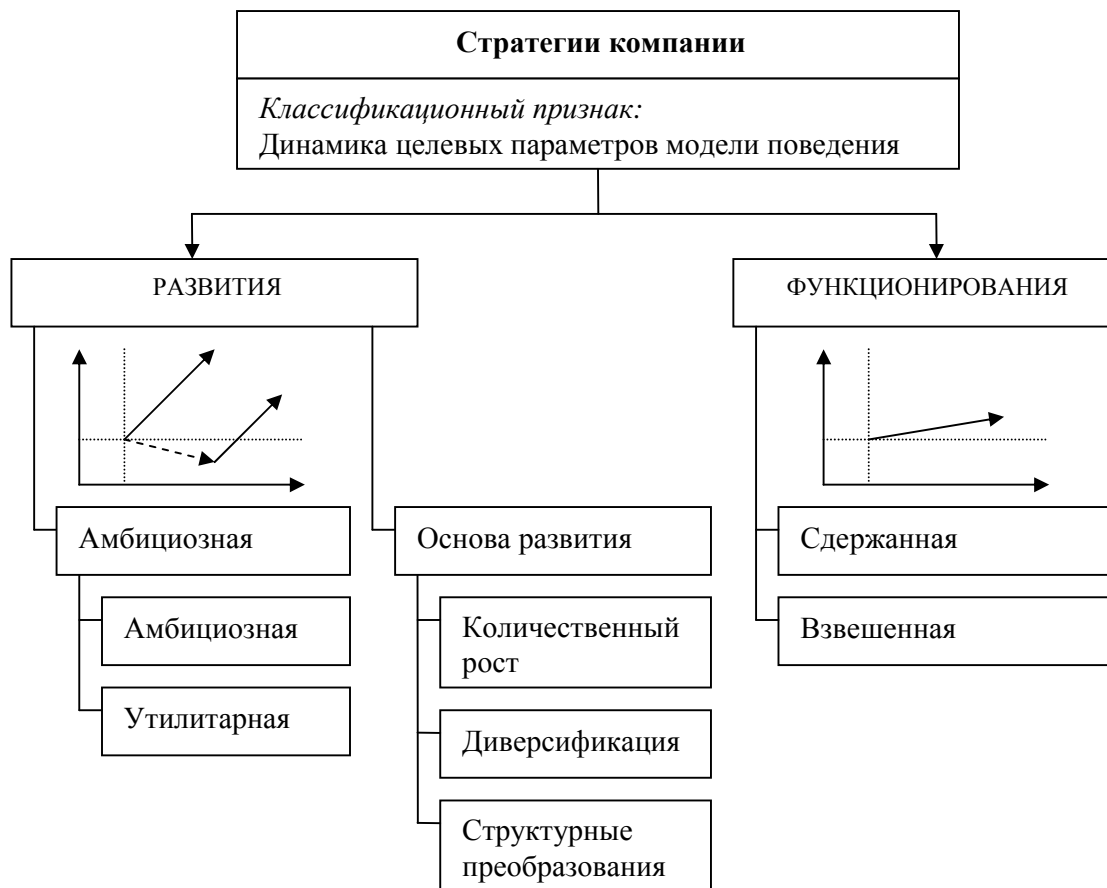 Стратегии компании
Классификационный признак:
Динамика целевых параметров модели поведения
РАЗВИТИЯ
ФУНКЦИОНИРОВАНИЯ
Амбициозная
Амбициозная
Утилитарная
Основа развития
Количественный
рост
Диверсификация
Структурные
преобразования
Сдержанная
Взвешенная